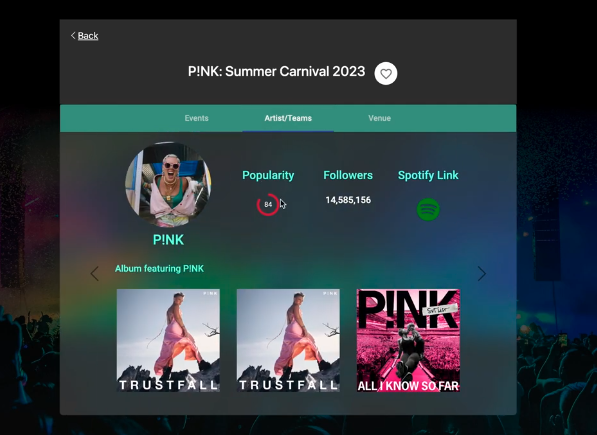 < Back
P!NK: Summer Carnival 2023
Events Artist/Teams Venue
Popularity Followers Spotify Link
84 14,585,156
P!NK
Album featuring P!NK
P!NK
TRUSTFALL
P!NK
TRUSTFALL
P!NK
Setlist
ALL I KNOW SO FAR